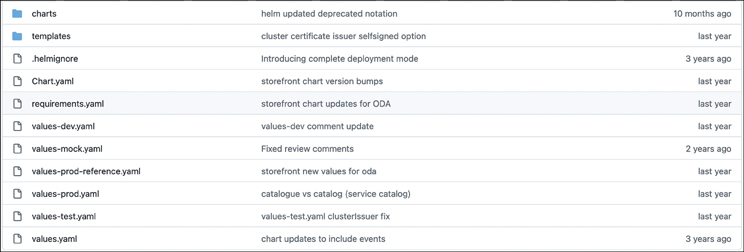 charts helm updated deprecated notation 10 months ago
templates cluster certificate issuer selfsigned option last year
.helmignore Introducing complete deployment mode 3 years ago
Chart.yaml storefront chart version bumps last year
requirements.yaml storefront chart updates for ODA last year
values-dev.yaml values-dev comment update last year
values-mock.yaml Fixed review comments 2 years ago
values-prod-reference.yaml storefront new values for oda last year
values-prod.yaml catalogue vs catalog (service catalog) last year
values-test.yaml values-test.yaml clusterIssuer fix last year
values.yaml chart updates to include events 3 years ago